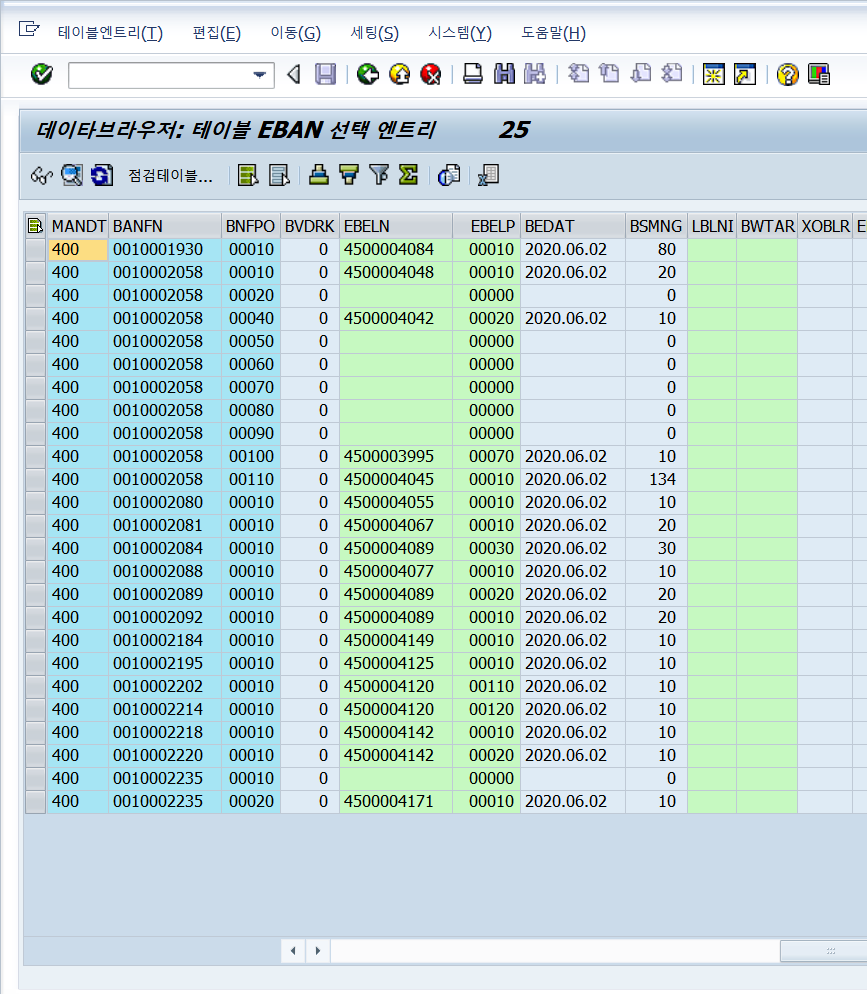 테이블엔트리(T) 편집(E) 이동(G) 세팅(S) 시스템(Y) 도움말(H)
데이타브라우저: 테이블 EBAN 선택 엔트리 25
점검테이블...
MANDT BANFN BNFPO BVDRK EBELN EBELP BEDAT BSMNG LBLNI BWTAR XOBLR E
400 0010001930 00010 0 4500004084 00010 2020.06.02 80
400 0010002058 00010 0 4500004048 00010 2020.06.02 20
400 0010002058 00020 0 00000 0
400 0010002058 00040 0 4500004042 00020 2020.06.02 10
400 0010002058 00050 0 00000 0
400 0010002058 00060 0 00000 0
400 0010002058 00070 0 00000 0
400 0010002058 00080 0 00000 0
400 0010002058 00090 0 00000 0
400 0010002058 00100 0 4500003995 00070 2020.06.02 10
400 0010002058 00110 0 4500004045 00010 2020.06.02 134
400 0010002080 00010 0 4500004055 00010 2020.06.02 10
400 0010002081 00010 0 4500004067 00010 2020.06.02 20
400 0010002084 00010 0 4500004089 00030 2020.06.02 30
400 0010002088 00010 0 4500004077 00010 2020.06.02 10
400 0010002089 00010 0 4500004089 00020 2020.06.02 20
400 0010002092 00010 0 4500004089 00010 2020.06.02 20
400 0010002184 00010 0 4500004149 00010 2020.06.02 10
400 0010002195 00010 0 4500004125 00010 2020.06.02 10
400 0010002202 00010 0 4500004120 00110 2020.06.02 10
400 0010002214 00010 0 4500004120 00120 2020.06.02 10
400 0010002218 00010 0 4500004142 00010 2020.06.02 10
400 0010002220 00010 0 4500004142 00020 2020.06.02 10
400 0010002235 00010 0 00000 0
400 0010002235 00020 0 4500004171 00010 2020.06.02 10